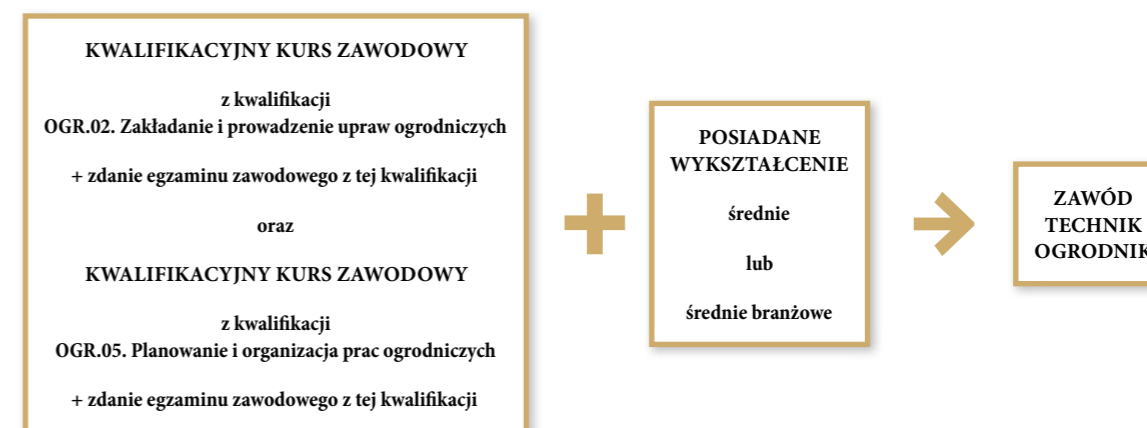 KWALIFIKACYJNY KURS ZAWODOWY
z kwalifikacji
OGR.02. Zakładanie i prowadzenie upraw ogrodniczych
+ zdanie egzaminu zawodowego z tej kwalifikacji
oraz
KWALIFIKACYJNY KURS ZAWODOWY
z kwalifikacji
OGR.05. Planowanie i organizacja prac ogrodniczych
+ zdanie egzaminu zawodowego z tej kwalifikacji
POSIADANE
WYKSZTAŁCENIE
średnie
lub
średnie branżowe
ZAWÓD
TECHNIK
OGRODNIK